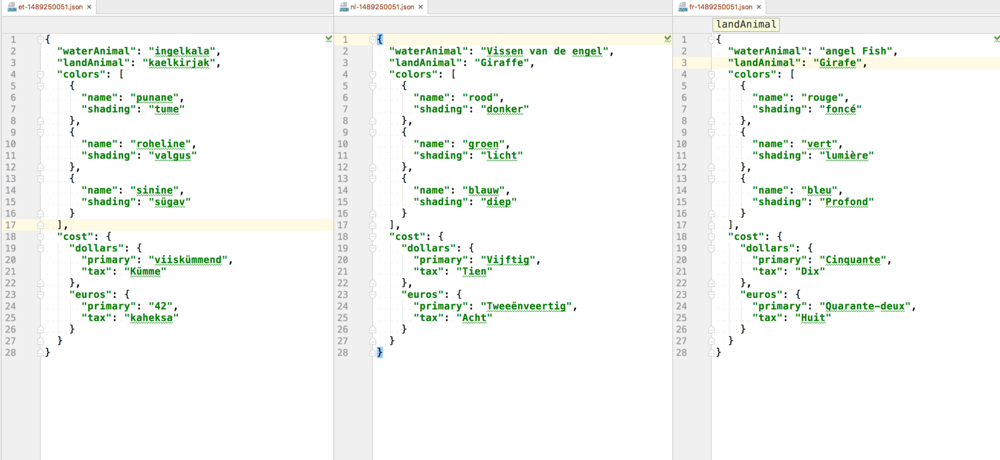 et-1489250051.json
1 {
2 "waterAnimal": "ingelkala",
3 "landAnimal": "kaelkirjak",
4 "colors": [
5 {
6 "name": "punane",
7 "shading": "tume"
8 },
9 {
10 "name": "roheline",
11 "shading": "valgus"
12 },
13 {
14 "name": "sinine",
15 "shading": "sügav"
16 }
17 ],
18 "cost": {
19 "dollars": {
20 "primary": "viiskümmend",
21 "tax": "Kümme"
22 },
23 "euros": {
24 "primary": "42",
25 "tax": "kaheksa"
26 }
27 }
28 }
nl-1489250051.json
1 {
2 "waterAnimal": "Vissen van de engel",
3 "landAnimal": "Giraffe",
4 "colors": [
5 {
6 "name": "rood",
7 "shading": "donker"
8 },
9 {
10 "name": "groen",
11 "shading": "licht"
12 },
13 {
14 "name": "blauw",
15 "shading": "diep"
16 }
17 ],
18 "cost": {
19 "dollars": {
20 "primary": "Vijftig",
21 "tax": "Tien"
22 },
23 "euros": {
24 "primary": "Tweeënveertig",
25 "tax": "Acht"
26 }
27 }
28 }
fr-1489250051.json
landAnimal
1 {
2 "waterAnimal": "angel Fish",
3 "landAnimal": "Girafe",
4 "colors": [
5 {
6 "name": "rouge",
7 "shading": "foncé"
8 },
9 {
10 "name": "vert",
11 "shading": "lumière"
12 },
13 {
14 "name": "bleu",
15 "shading": "Profond"
16 }
17 ],
18 "cost": {
19 "dollars": {
20 "primary": "Cinquante",
21 "tax": "Dix"
22 },
23 "euros": {
24 "primary": "Quarante-deux",
25 "tax": "Huit"
26 }
27 }
28 }